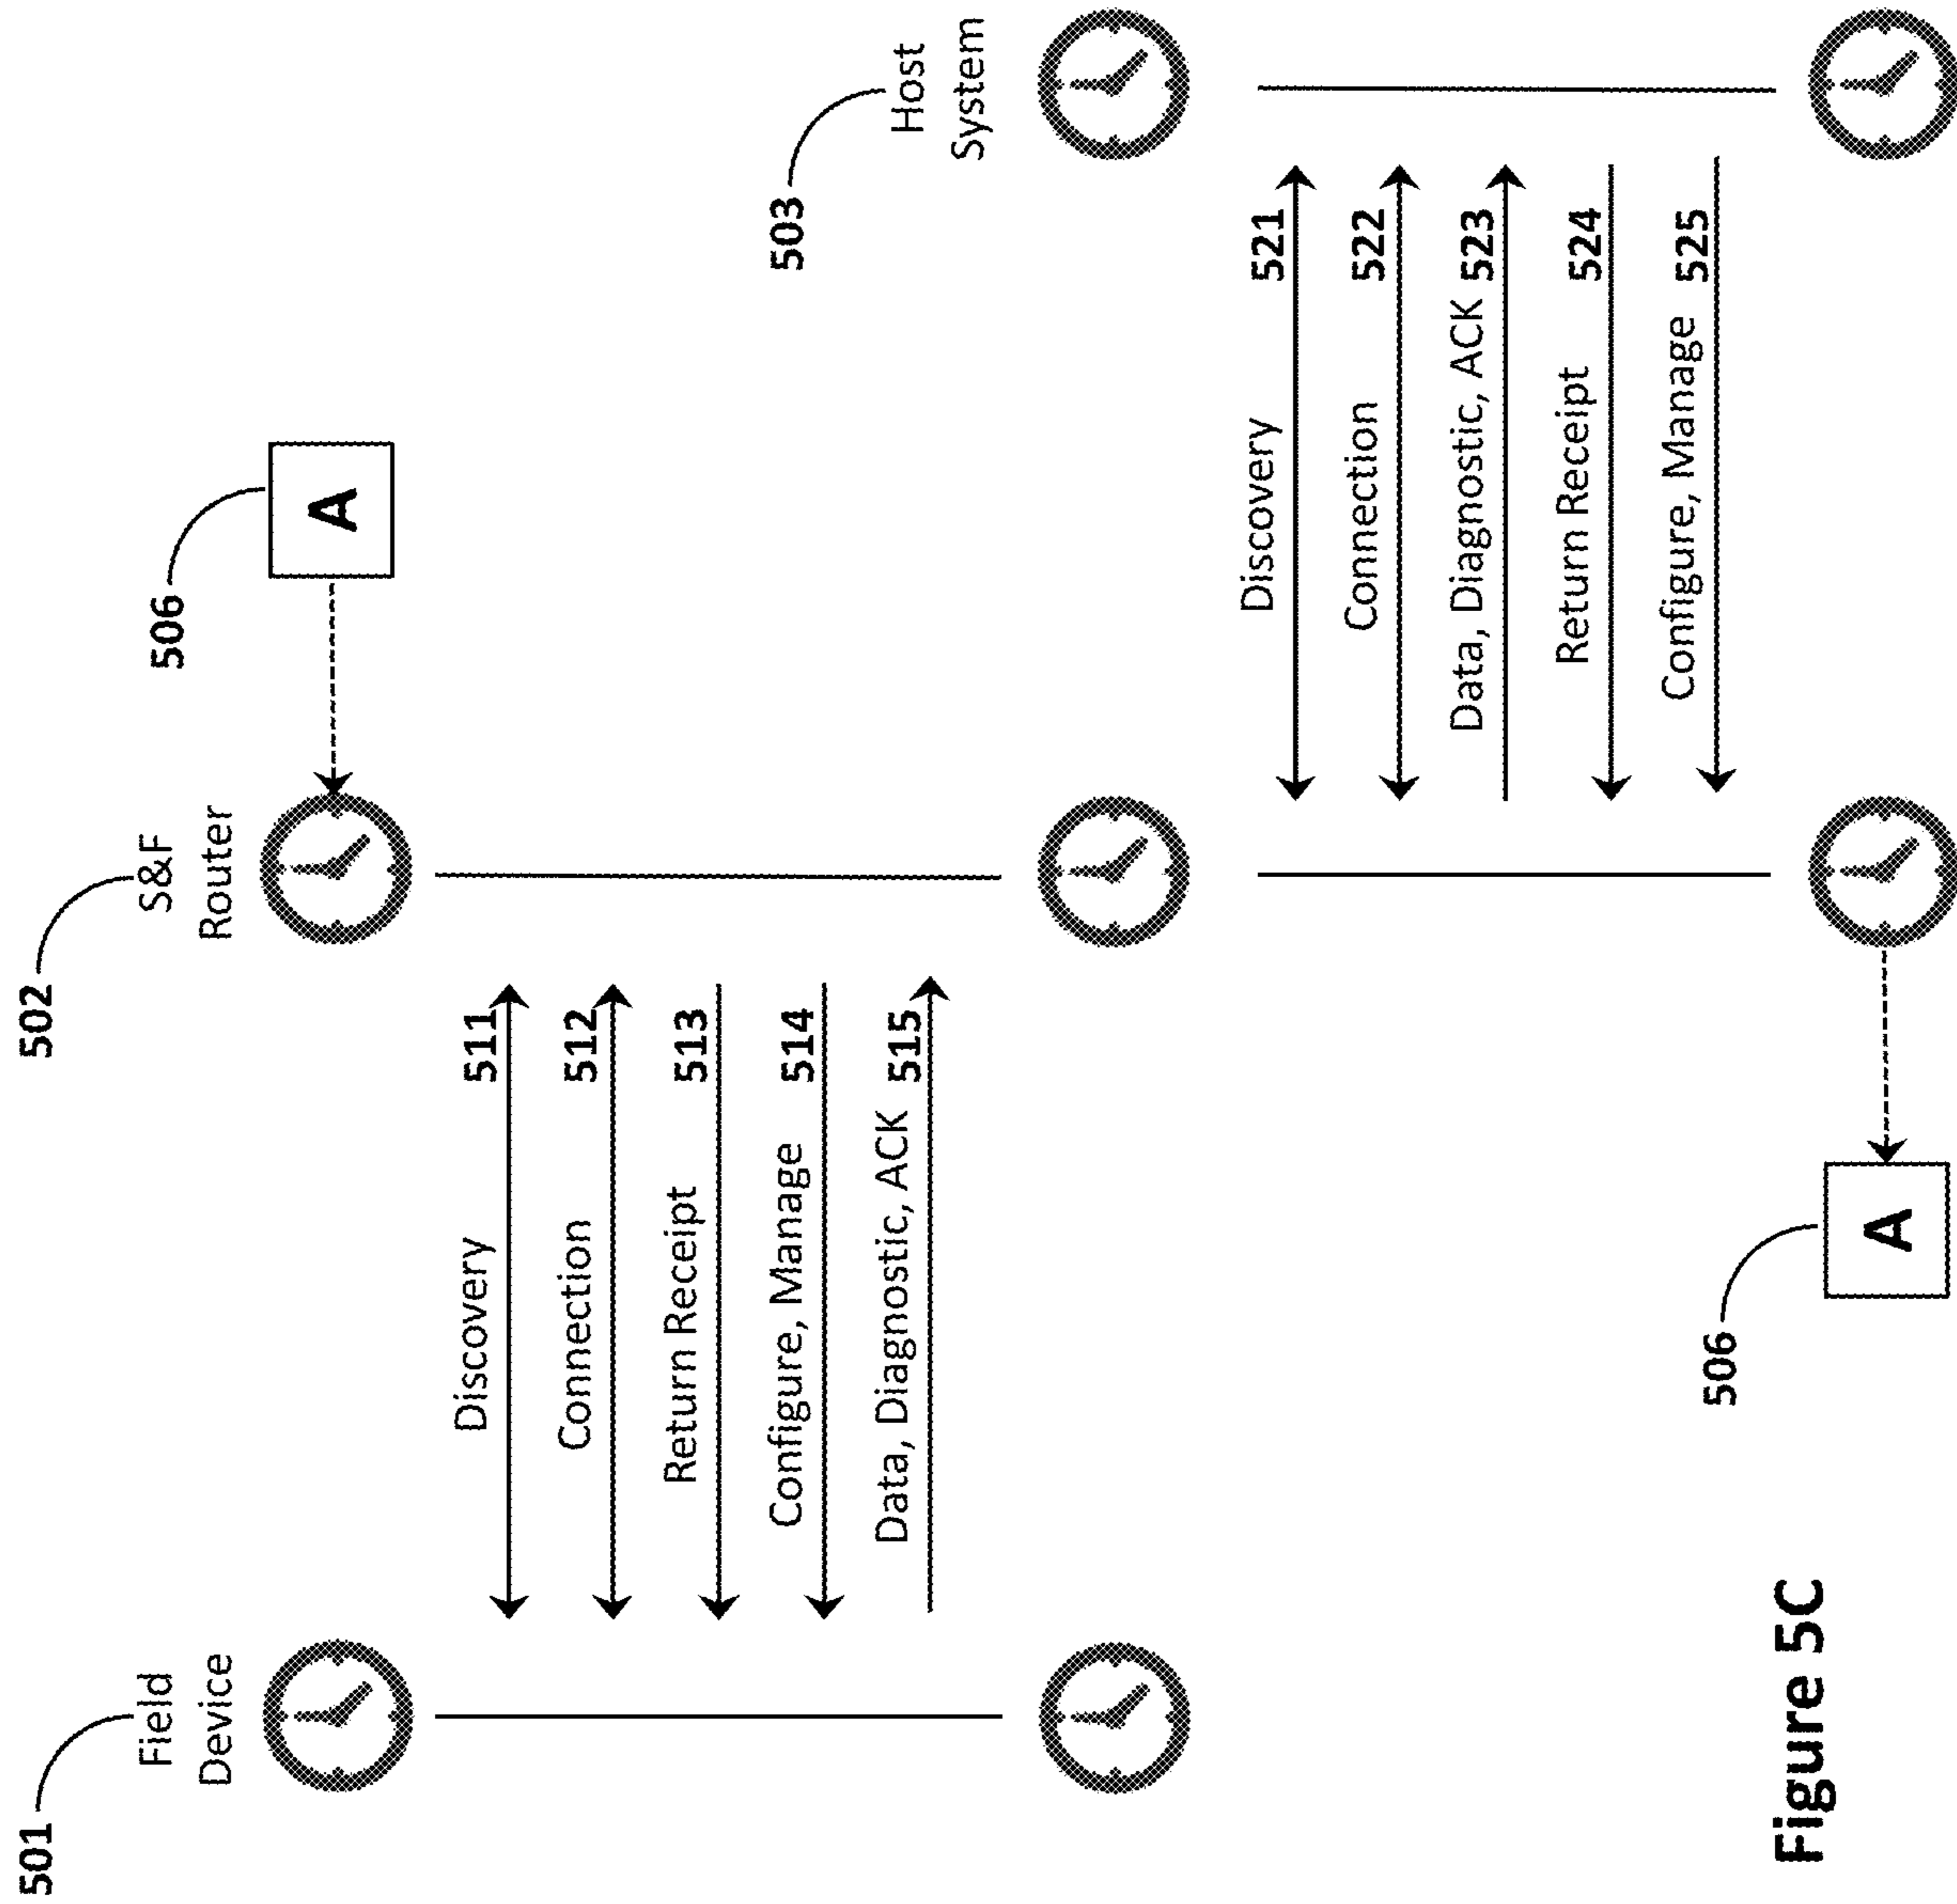 501
Field
Device
502
S&F
Router
506
A
503
Host
System
Discovery 511
Connection 512
Return Receipt 513
Configure, Manage 514
Data, Diagnostic, ACK 515
Discovery 521
Connection 522
Data, Diagnostic, ACK 523
Return Receipt 524
Configure, Manage 525
506
A
Figure 5C